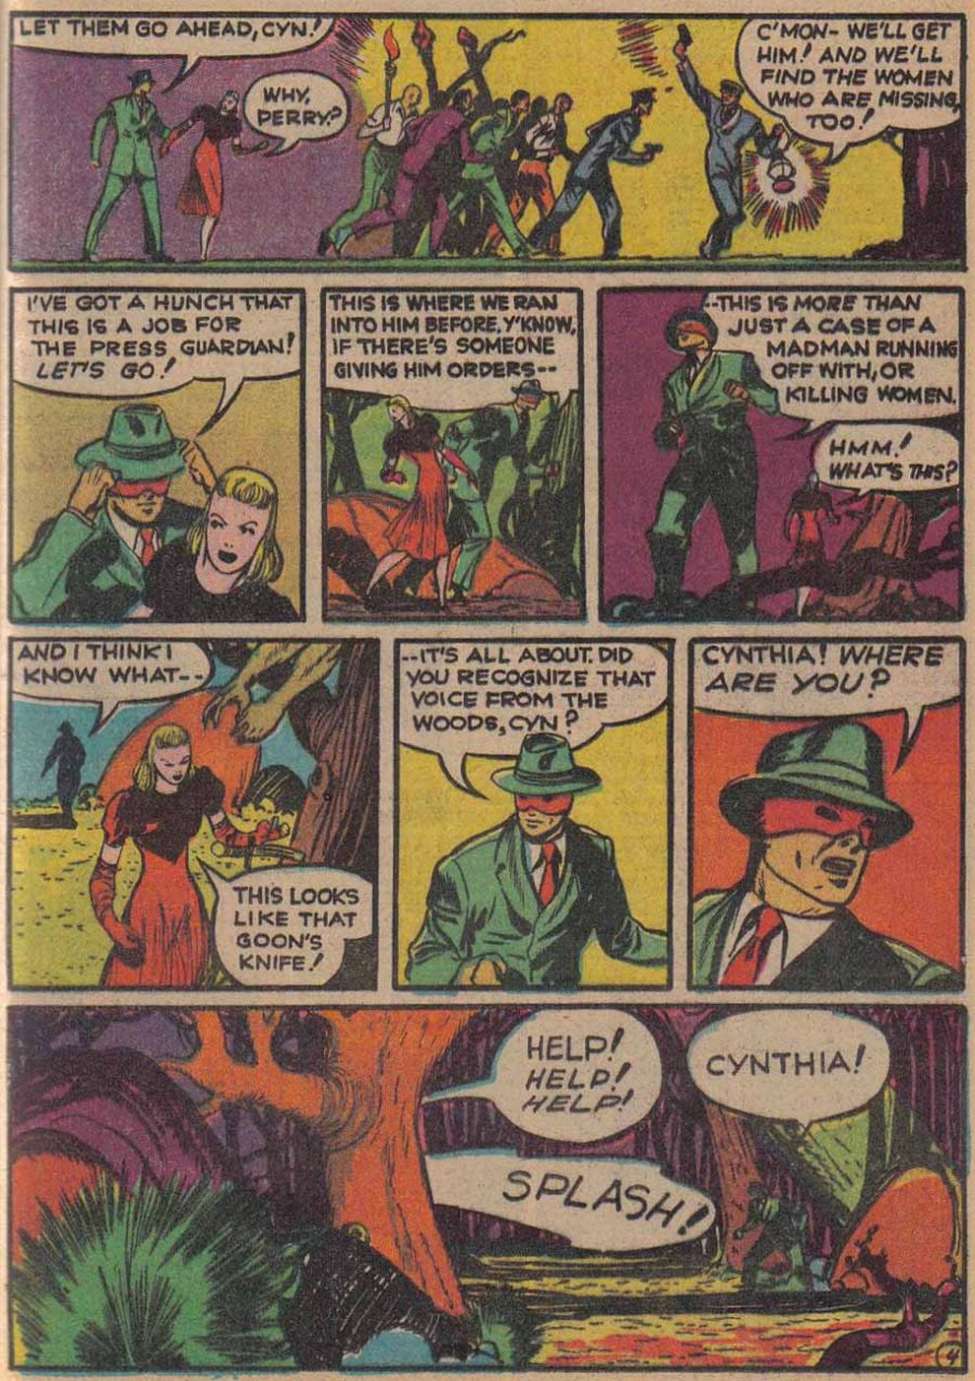 LET THEM GO AHEAD, CYN!
WHY,
PERRY?
C'MON- WE'LL GET
HIM! AND WE'LL
FIND THE WOMEN
WHO ARE MISSING,
TOO!
I'VE GOT A HUNCH THAT
THIS IS A JOB FOR
THE PRESS GUARDIAN!
LET'S GO!
THIS IS WHERE WE RAN
INTO HIM BEFORE. Y'KNOW,
IF THERE'S SOMEONE
GIVING HIM ORDERS--
--THIS IS MORE THAN
JUST A CASE OF A
MADMAN RUNNING
OFF WITH, OR
KILLING WOMEN.
HMM!
WHAT'S THIS?
AND I THINK I
KNOW WHAT--
THIS LOOKS
LIKE THAT
GOON'S
KNIFE!
--IT'S ALL ABOUT. DID
YOU RECOGNIZE THAT
VOICE FROM THE
WOODS, CYN?
CYNTHIA! WHERE
ARE YOU?
HELP!
HELP!
HELP!
CYNTHIA!
SPLASH!
4